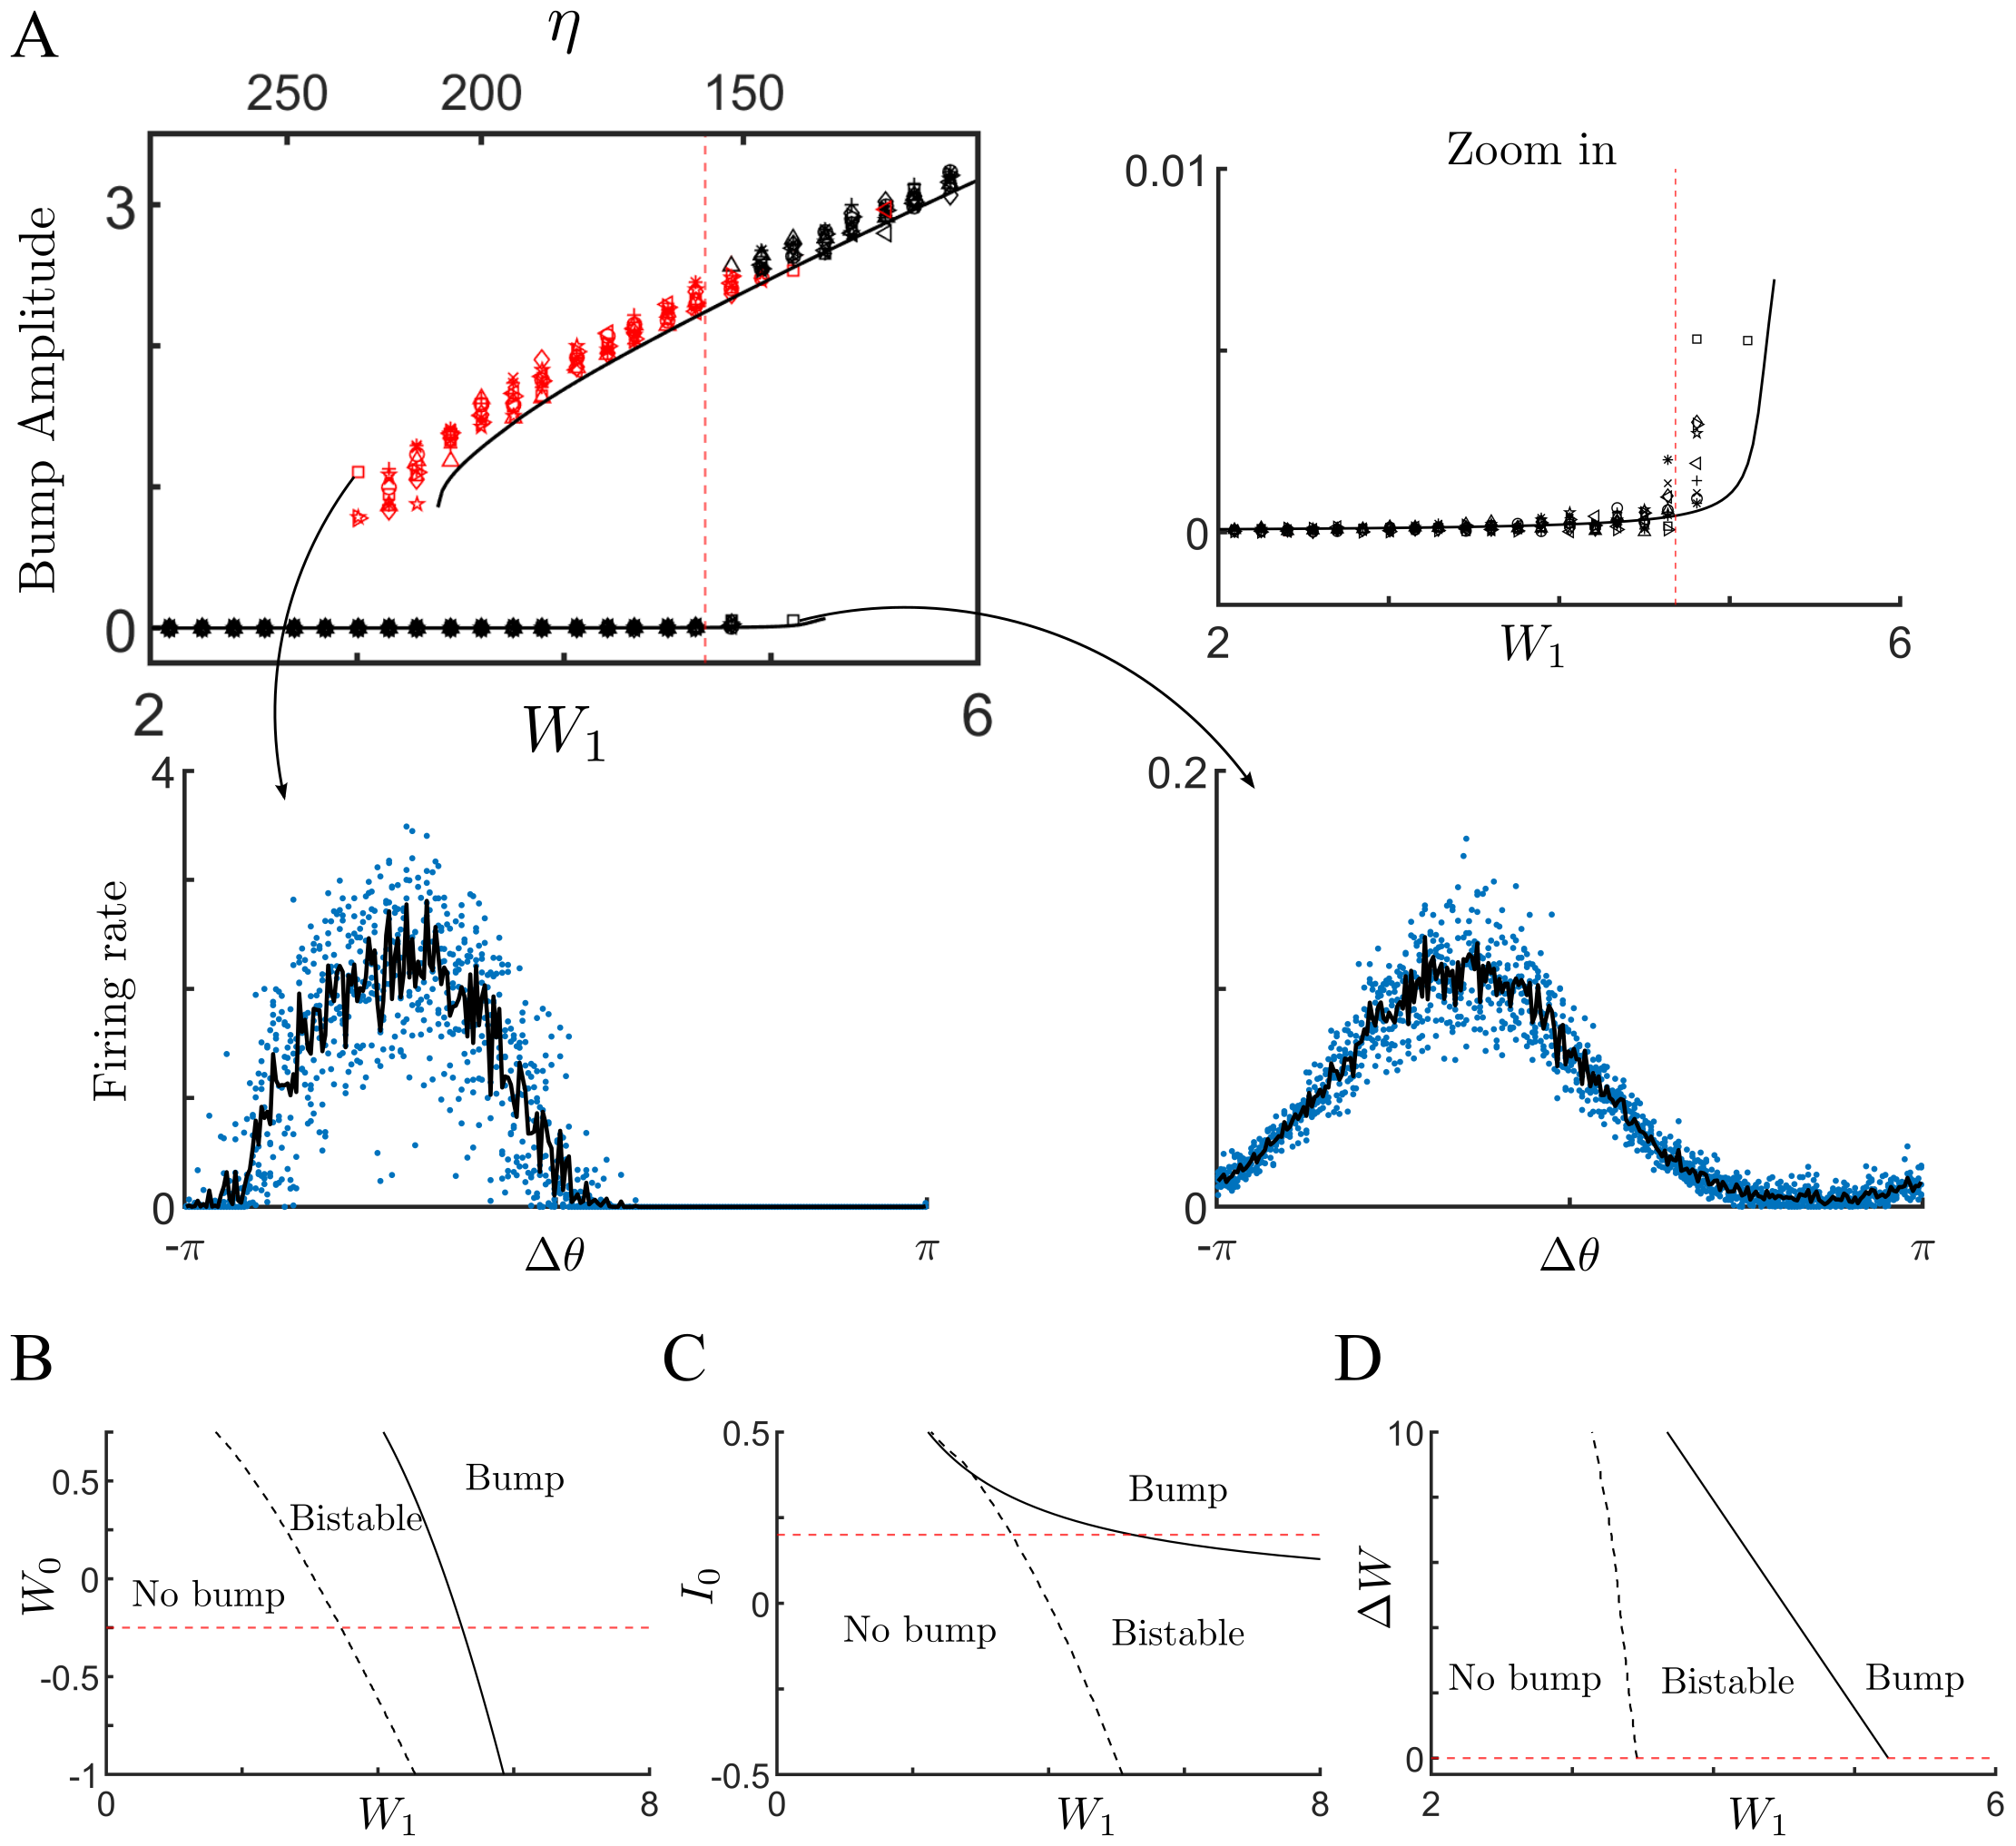 A
η
250 200 150
Bump Amplitude
3
0
2 W₁ 6
Zoom in
0.01
0
2 W₁ 6
Firing rate
4
0
-π Δθ π
0.2
0
-π Δθ π
B
W₀
0.5
0
-0.5
-1
Bump
Bistable
No bump
0 W₁ 8
C
I₀
0.5
0
-0.5
Bump
No bump
Bistable
0 W₁ 8
D
ΔW
10
0
No bump
Bistable
Bump
2 W₁ 6